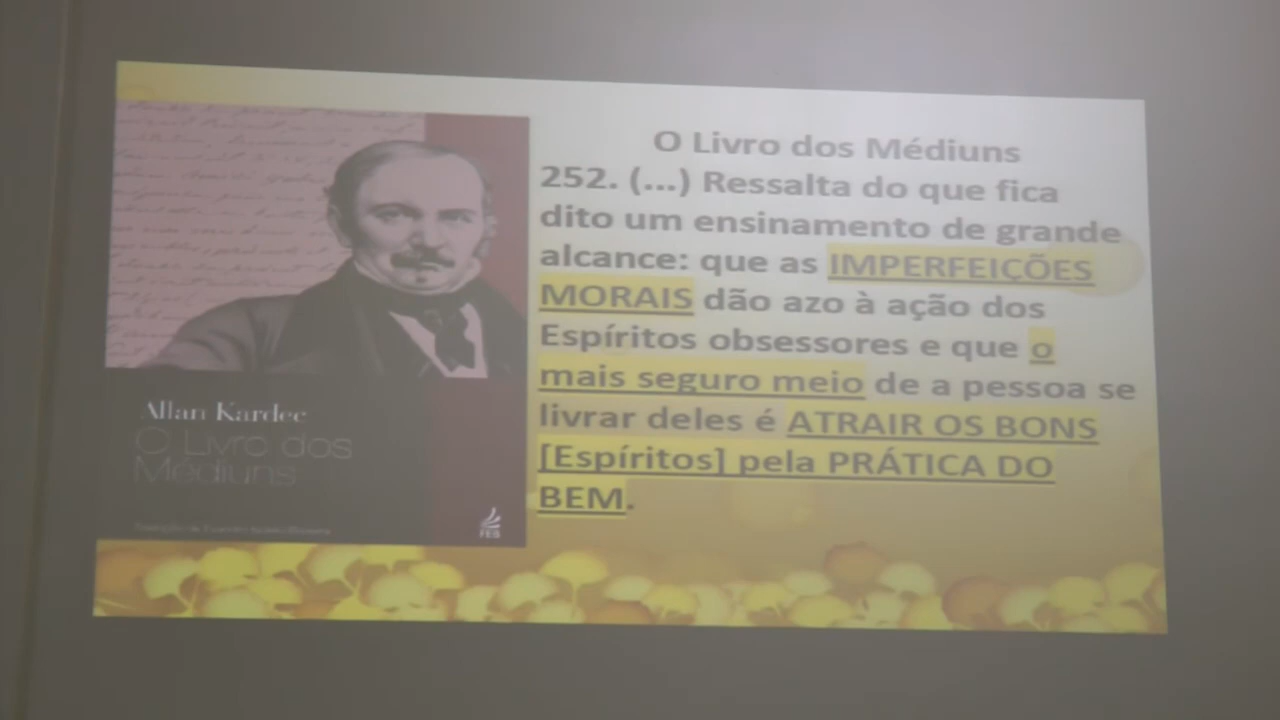 O Livro dos Médiuns
252. (...) Ressalta do que fica
dito um ensinamento de grande
alcance: que as IMPERFEIÇÕES
MORAIS dão azo à ação dos
Espíritos obsessores e que o
mais seguro meio de a pessoa se
livrar deles é ATRAIR OS BONS
[Espíritos] pela PRÁTICA DO
BEM.
Allan Kardec
O Livro dos
Médiuns
FEB